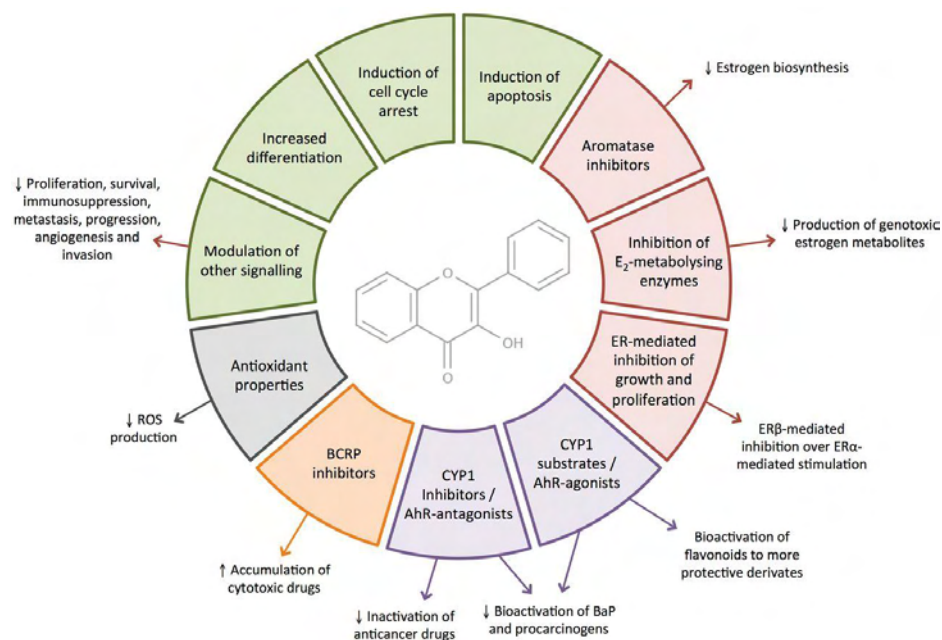 Induction of
cell cycle
arrest
Induction of
apoptosis
↓ Estrogen biosynthesis
Aromatase
inhibitors
Increased
differentiation
↓ Proliferation, survival,
immunosuppression,
metastasis, progression,
angiogenesis and
invasion
Modulation of
other signalling
Inhibition of
E₂-metabolysing
enzymes
↓ Production of genotoxic
estrogen metabolites
O
OH
O
ER-mediated
inhibition of
growth and
proliferation
ERβ-mediated
inhibition over ERα-
mediated stimulation
Antioxidant
properties
↓ ROS
production
BCRP
inhibitors
↑ Accumulation of
cytotoxic drugs
CYP1
Inhibitors /
AhR-antagonists
↓ Inactivation of
anticancer drugs
CYP1
substrates /
AhR-agonists
↓ Bioactivation of BaP
and procarcinogens
Bioactivation of
flavonoids to more
protective derivates